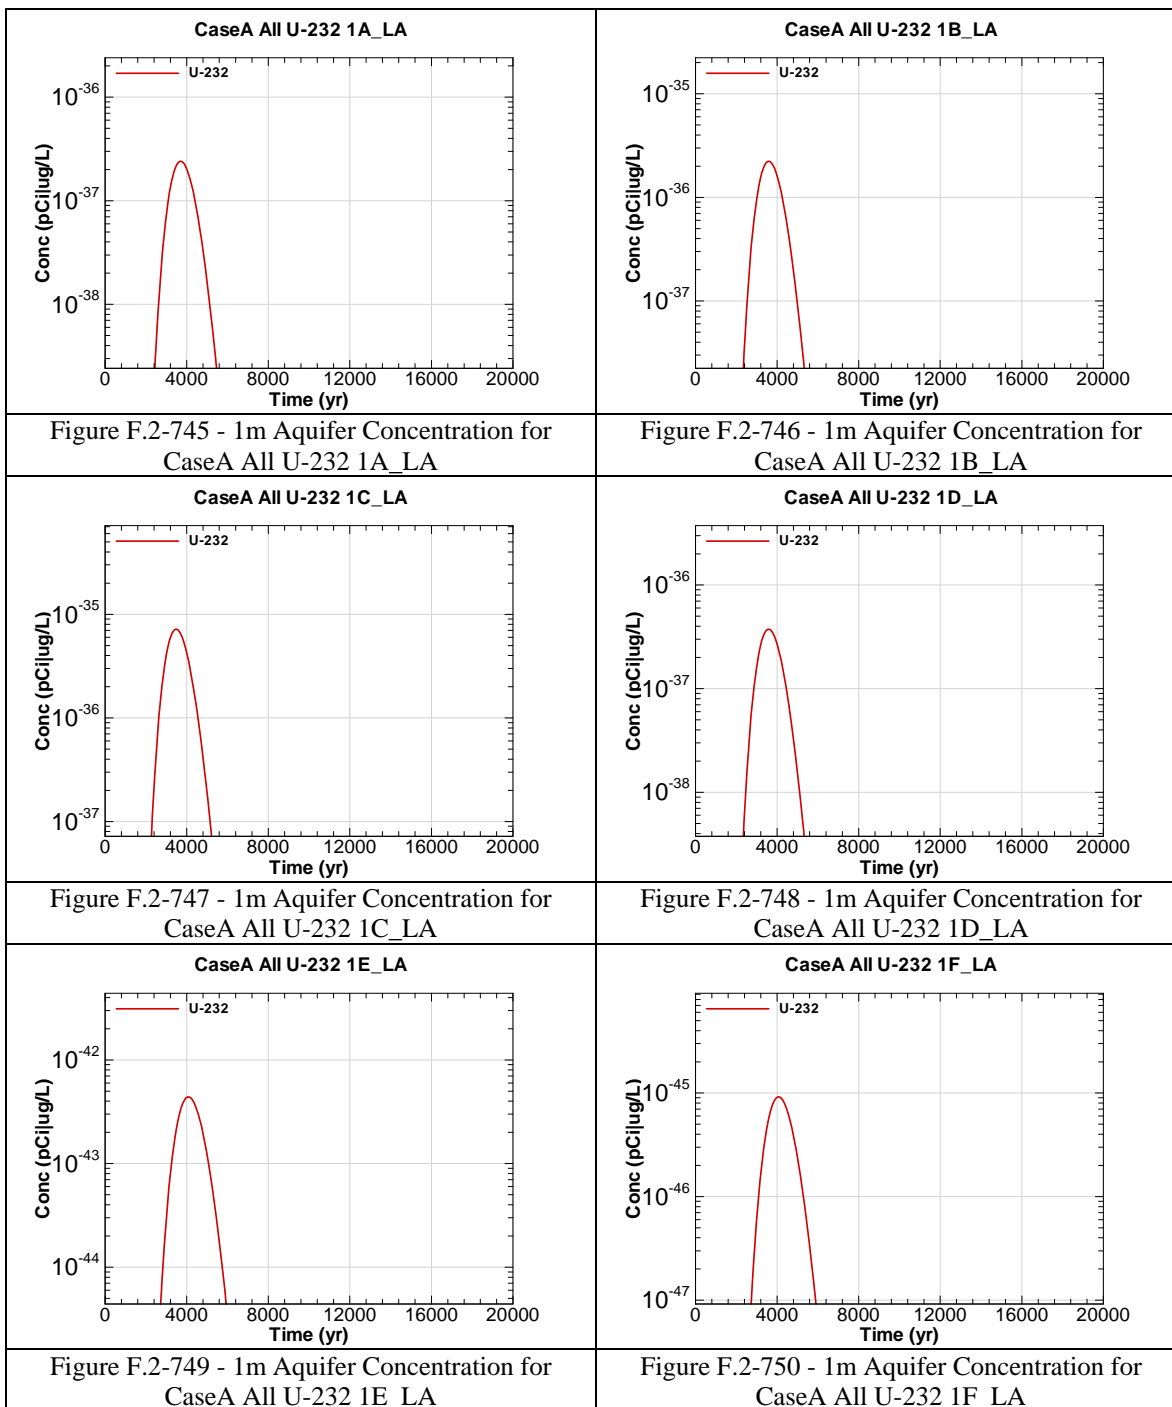 CaseA All U-232 1A_LA
U-232
10-36
10-37
10-38
Conc (pCi|ug/L)
0 4000 8000 12000 16000 20000
Time (yr)
Figure F.2-745 - 1m Aquifer Concentration for
CaseA All U-232 1A_LA
CaseA All U-232 1B_LA
U-232
10-35
10-36
10-37
Conc (pCi|ug/L)
0 4000 8000 12000 16000 20000
Time (yr)
Figure F.2-746 - 1m Aquifer Concentration for
CaseA All U-232 1B_LA
CaseA All U-232 1C_LA
U-232
10-35
10-36
10-37
Conc (pCi|ug/L)
0 4000 8000 12000 16000 20000
Time (yr)
Figure F.2-747 - 1m Aquifer Concentration for
CaseA All U-232 1C_LA
CaseA All U-232 1D_LA
U-232
10-36
10-37
10-38
Conc (pCi|ug/L)
0 4000 8000 12000 16000 20000
Time (yr)
Figure F.2-748 - 1m Aquifer Concentration for
CaseA All U-232 1D_LA
CaseA All U-232 1E_LA
U-232
10-42
10-43
10-44
Conc (pCi|ug/L)
0 4000 8000 12000 16000 20000
Time (yr)
Figure F.2-749 - 1m Aquifer Concentration for
CaseA All U-232 1E_LA
CaseA All U-232 1F_LA
U-232
10-45
10-46
10-47
Conc (pCi|ug/L)
0 4000 8000 12000 16000 20000
Time (yr)
Figure F.2-750 - 1m Aquifer Concentration for
CaseA All U-232 1F_LA